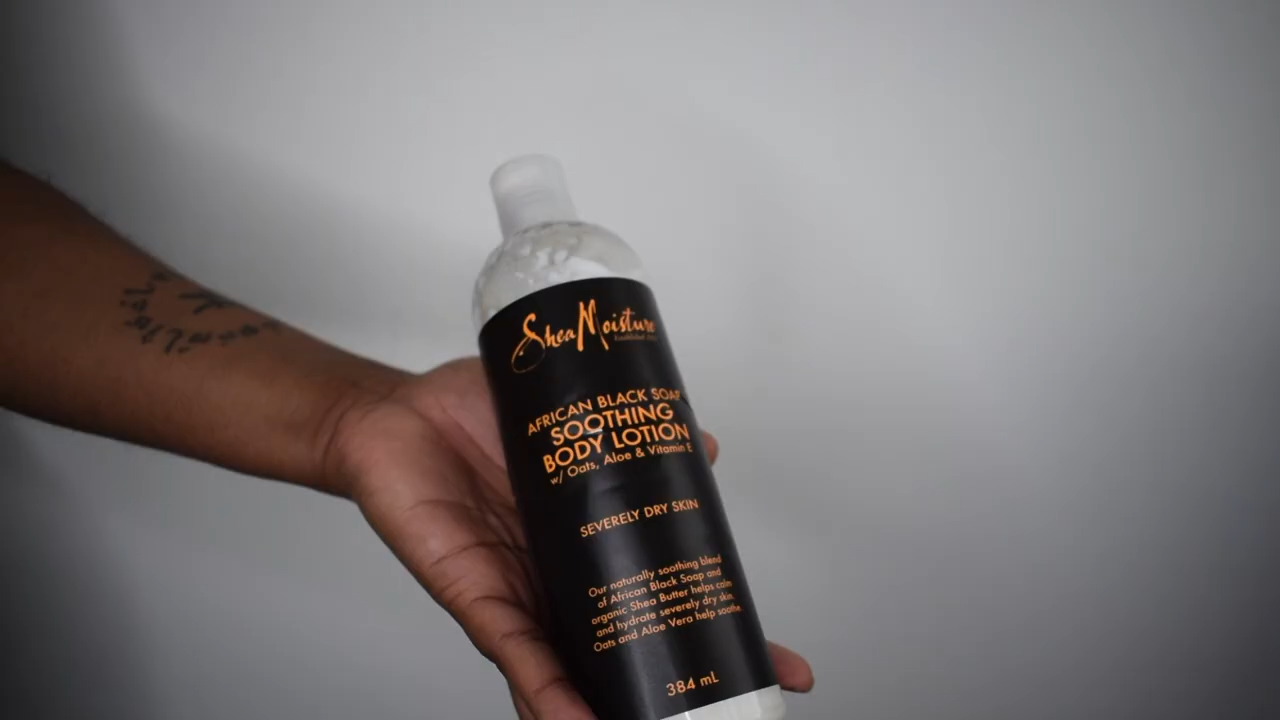 SheaMoisture
AFRICAN BLACK SOAP
SOOTHING
BODY LOTION
w/ Oats, Aloe & Vitamin E
SEVERELY DRY SKIN
Our naturally soothing blend
of African Black Soap and
organic Shea Butter helps calm
and hydrate severely dry skin.
Oats and Aloe Vera help soothe.
384 mL